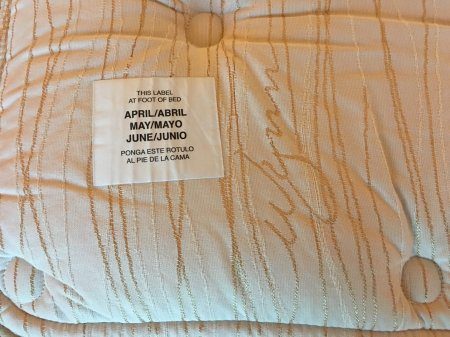 THIS LABEL
AT FOOT OF BED
APRIL/ABRIL
MAY/MAYO
JUNE/JUNIO
PONGA ESTE ROTULO
AL PIE DE LA CAMA
Wynn